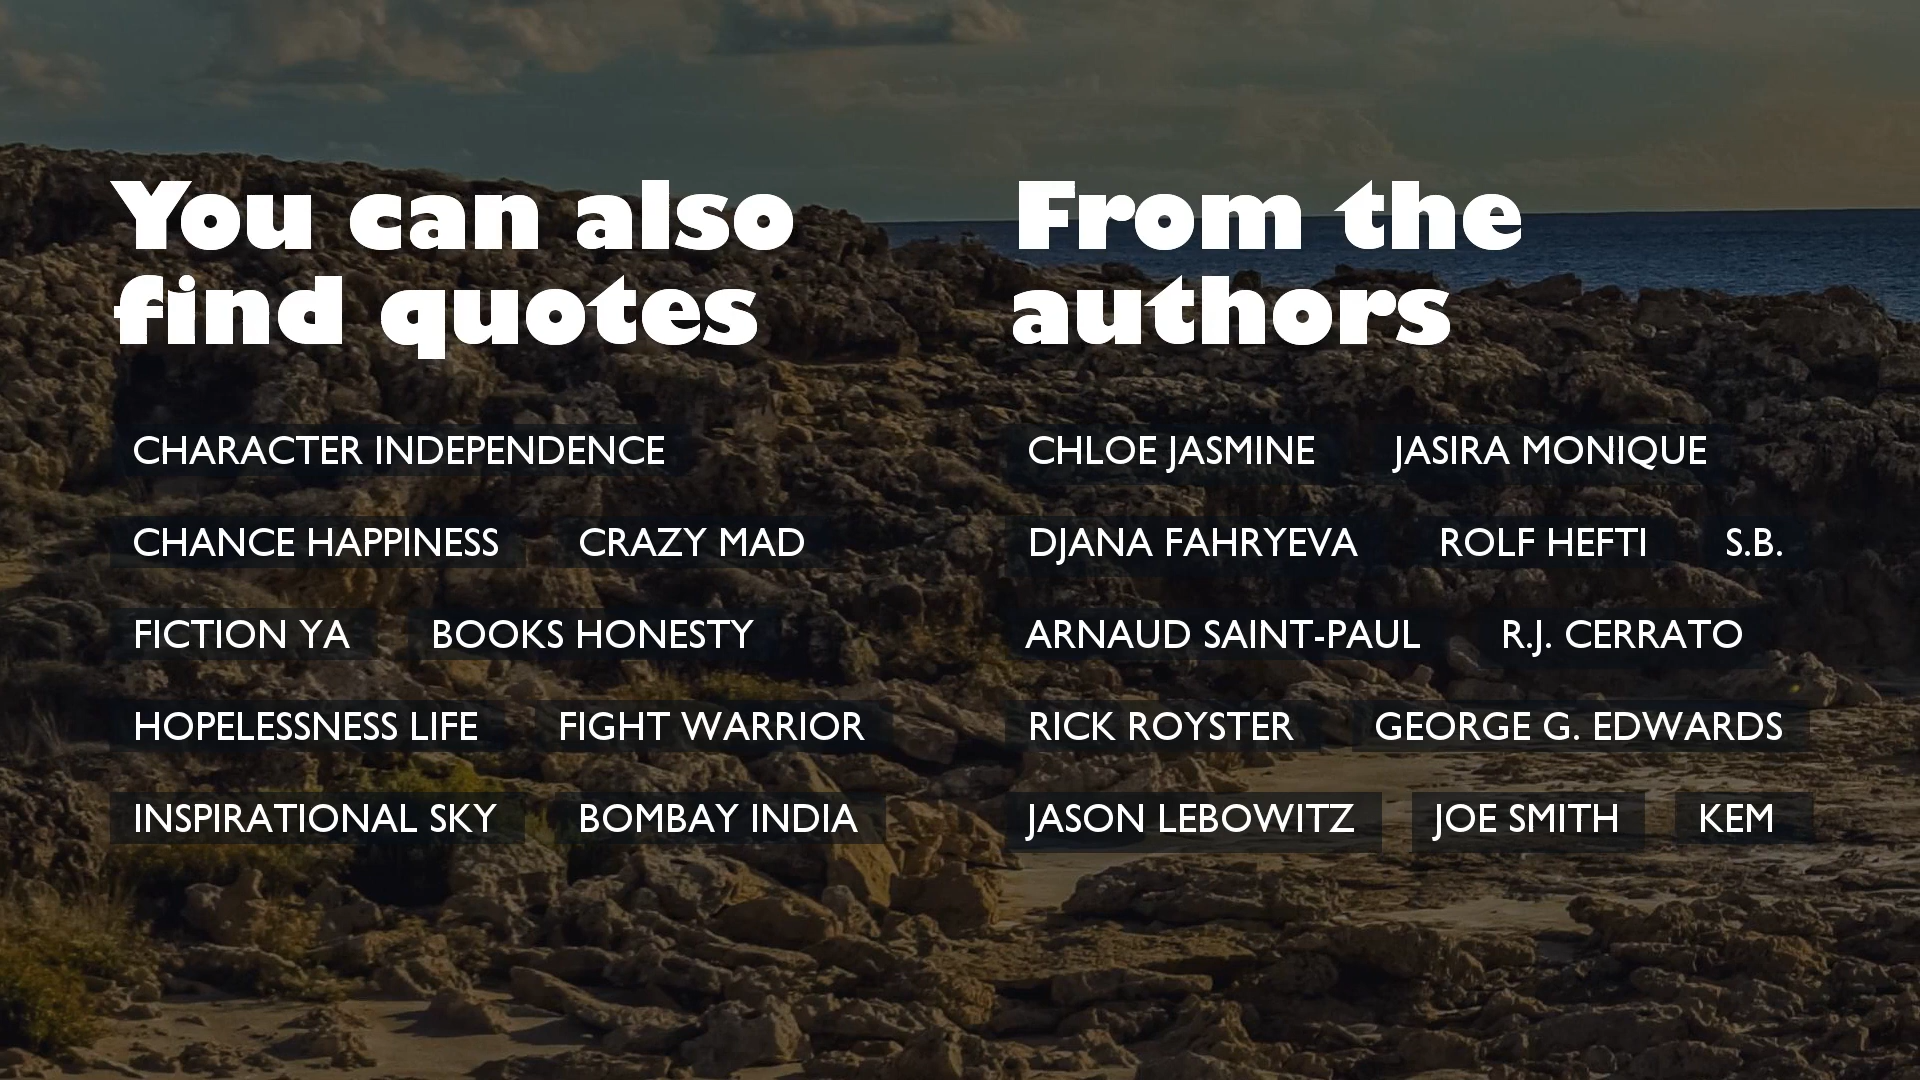 You can also
find quotes
CHARACTER INDEPENDENCE
CHANCE HAPPINESS CRAZY MAD
FICTION YA BOOKS HONESTY
HOPELESSNESS LIFE FIGHT WARRIOR
INSPIRATIONAL SKY BOMBAY INDIA
From the
authors
CHLOE JASMINE JASIRA MONIQUE
DJANA FAHRYEVA ROLF HEFTI S.B.
ARNAUD SAINT-PAUL R.J. CERRATO
RICK ROYSTER GEORGE G. EDWARDS
JASON LEBOWITZ JOE SMITH KEM